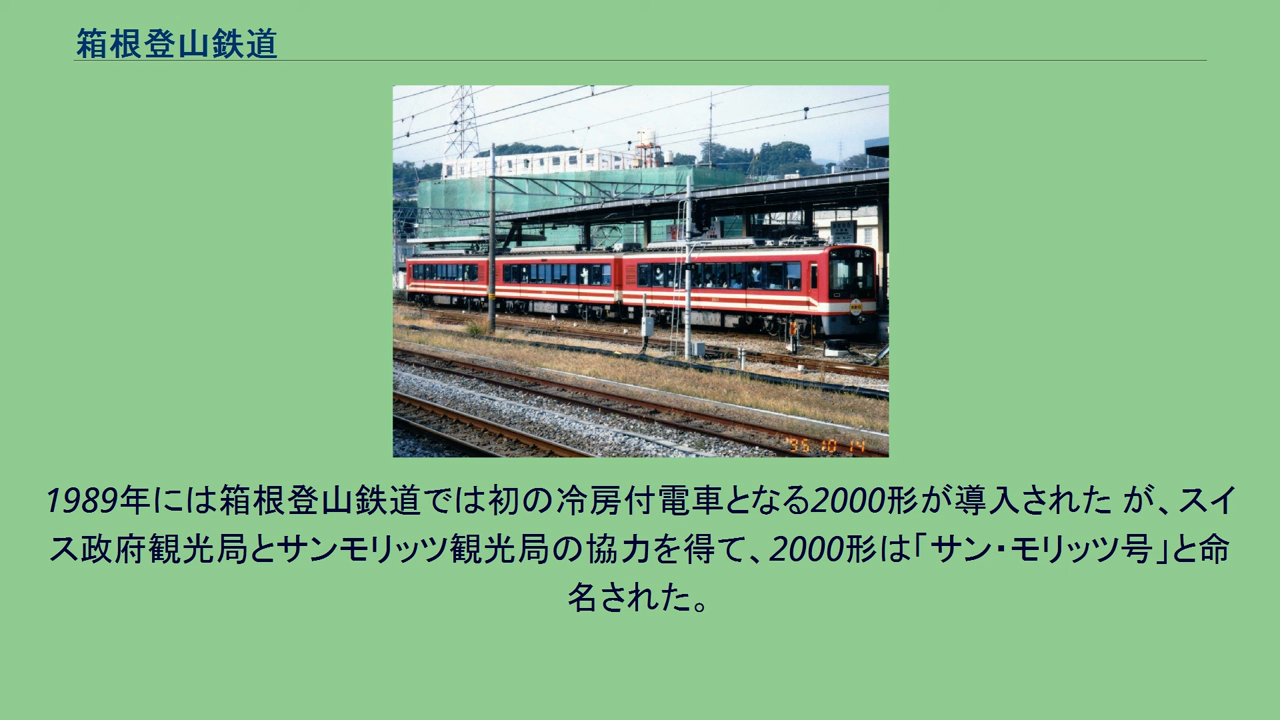 箱根登山鉄道
'95 10 14
1989年には箱根登山鉄道では初の冷房付電車となる2000形が導入された が、スイ
ス政府観光局とサンモリッツ観光局の協力を得て、2000形は「サン・モリッツ号」と命
名された。